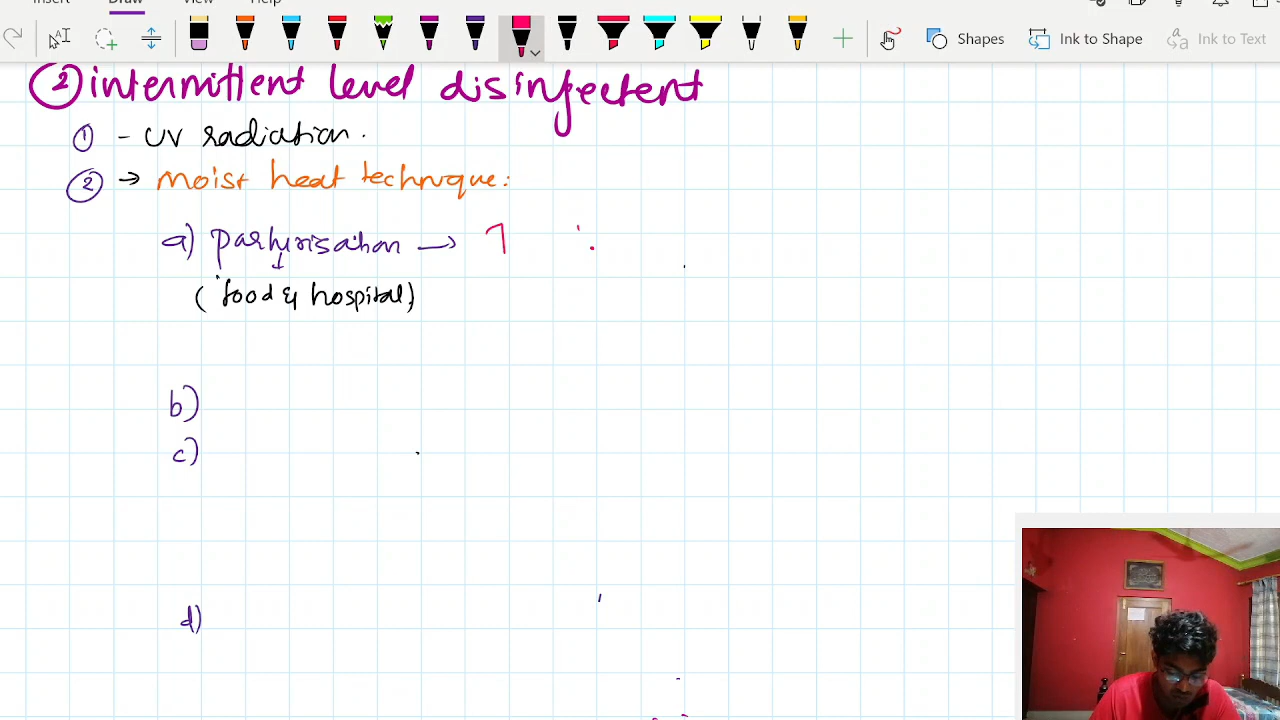 Insert Draw View Help
Shapes Ink to Shape Ink to Text
② intermittent level disinfectent
① - UV radiation.
② → Moist heat technique:
a) parturisation → 7
(food & hospital)
b)
c)
d)